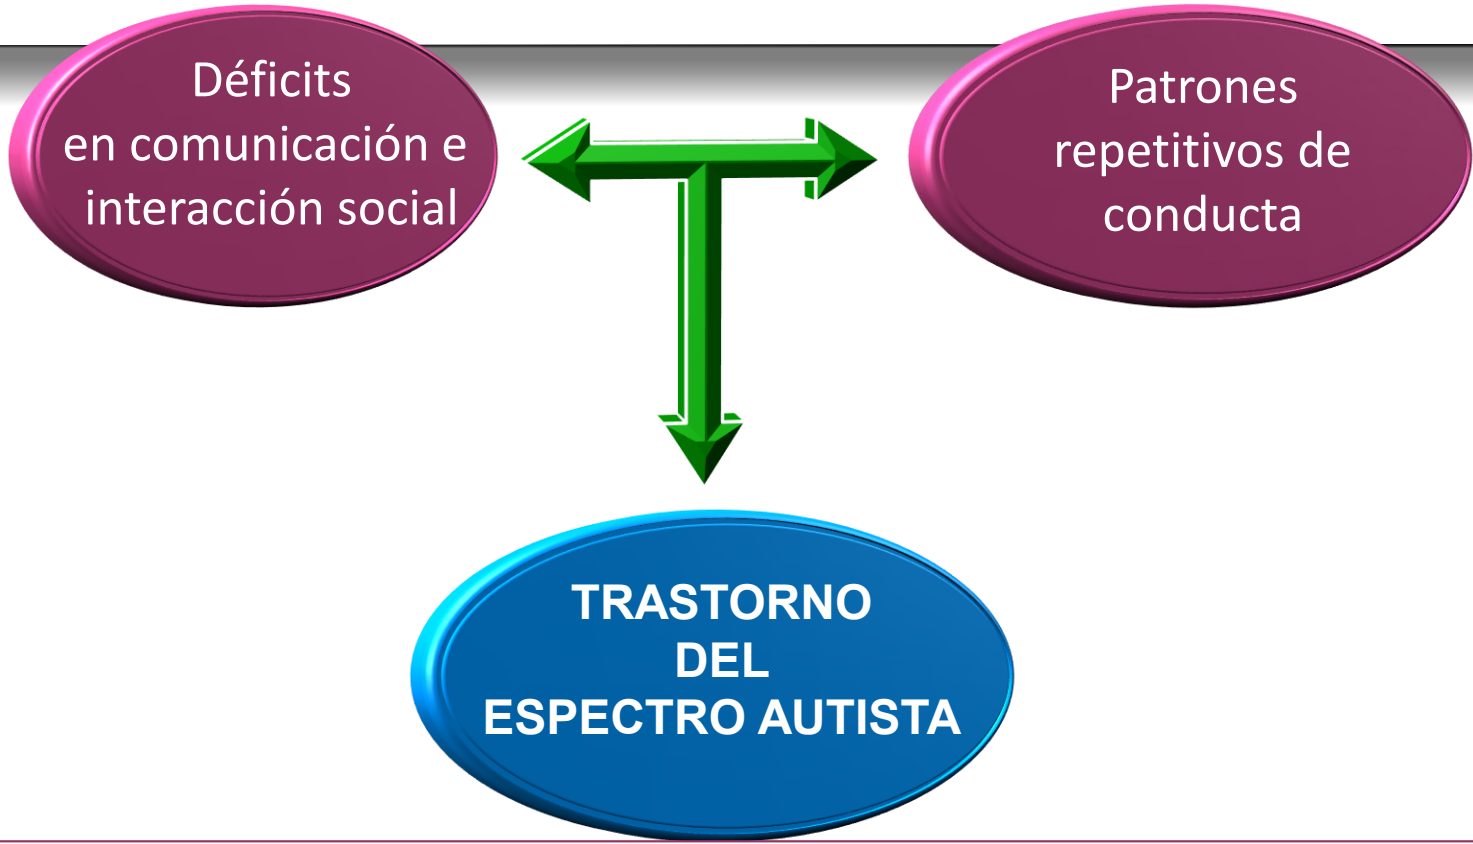 Déficits
en comunicación e
interacción social
Patrones
repetitivos de
conducta
TRASTORNO
DEL
ESPECTRO AUTISTA